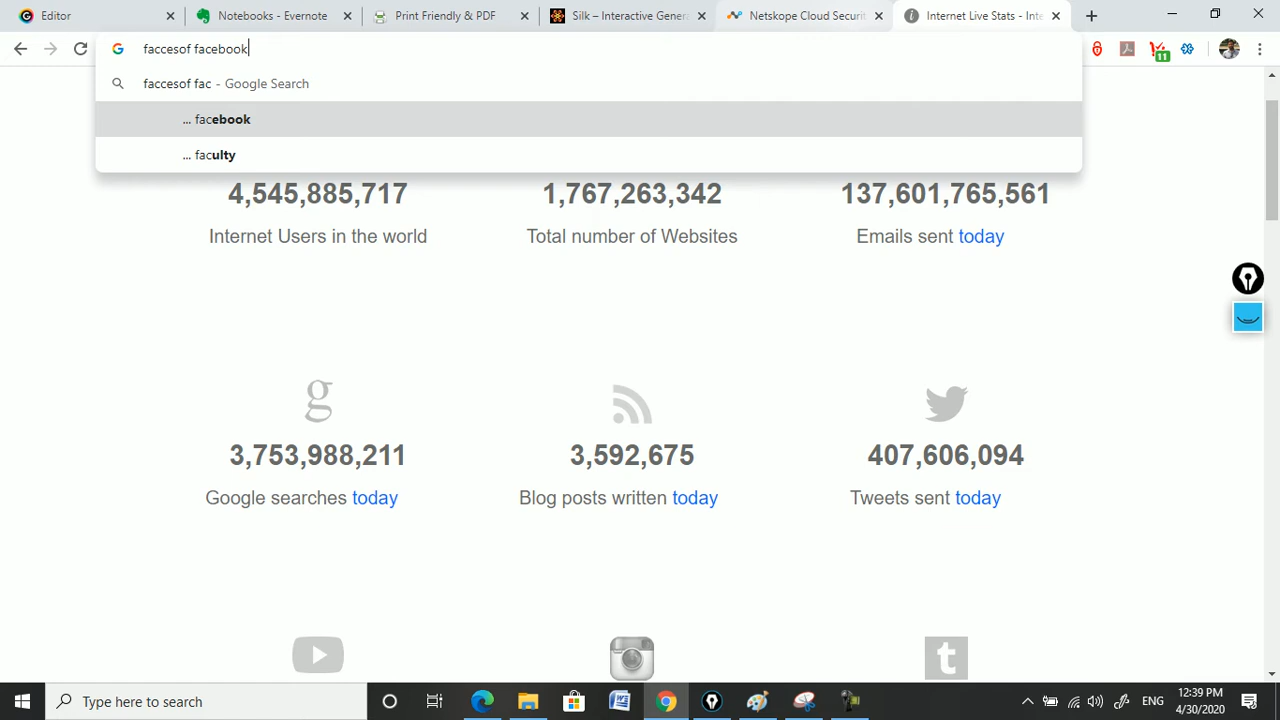 Editor
Notebooks - Evernote
Print Friendly & PDF
Silk – Interactive Gener
Netskope Cloud Securit
Internet Live Stats - Inte
faccesof facebook
11
faccesof fac - Google Search
... facebook
... faculty
4,545,885,717
1,767,263,342
137,601,765,561
Internet Users in the world
Total number of Websites
Emails sent today
3,753,988,211
3,592,675
407,606,094
Google searches today
Blog posts written today
Tweets sent today
Type here to search
ENG
12:39 PM
4/30/2020